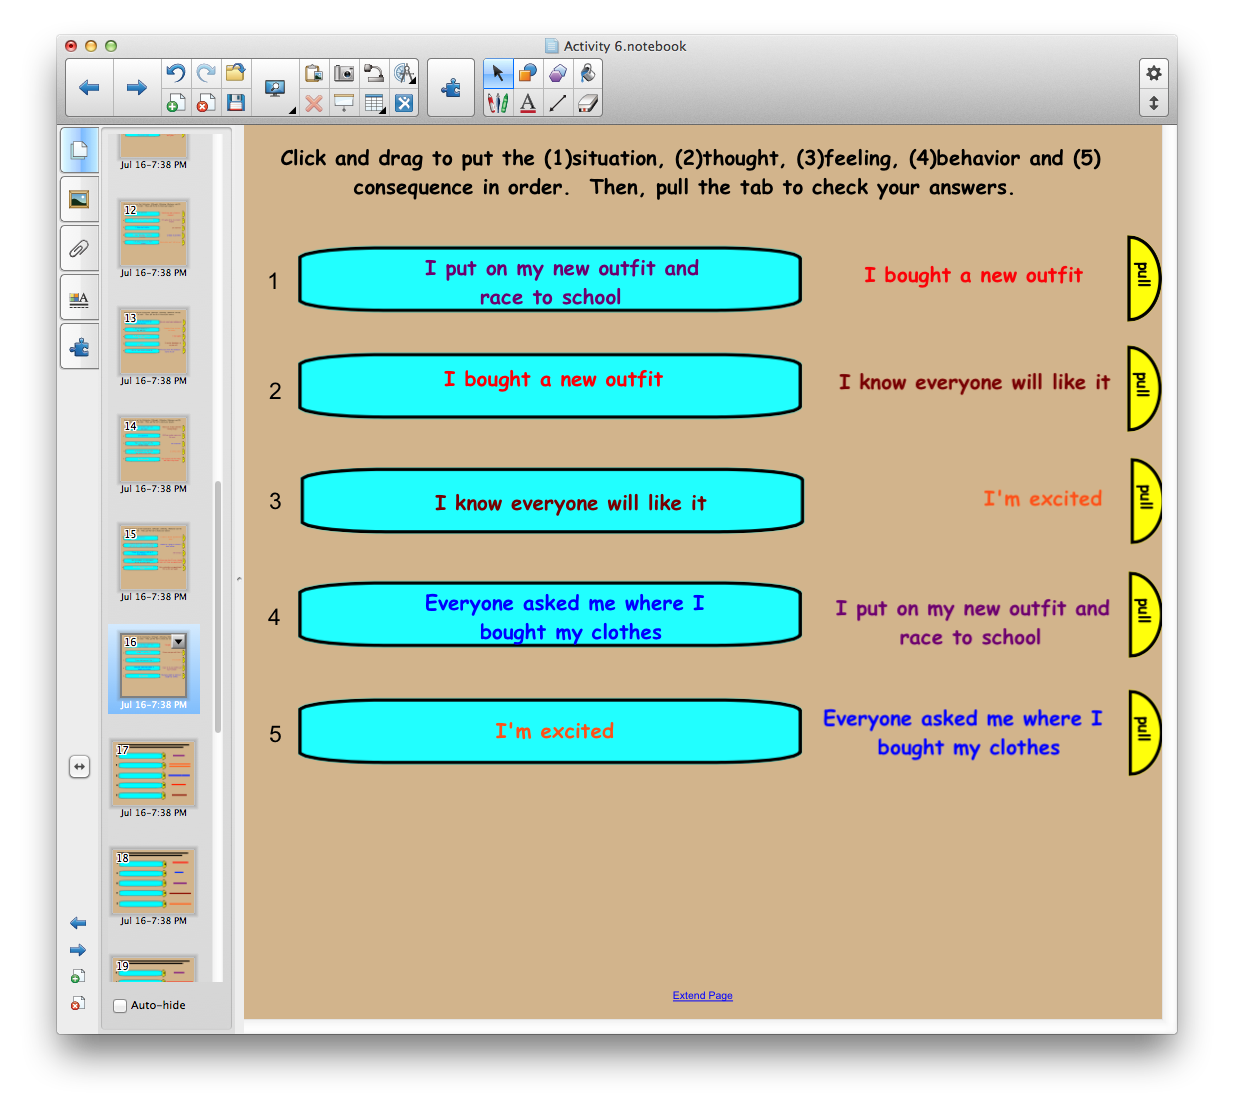 Activity 6.notebook
Jul 16-7:38 PM
12
Jul 16-7:38 PM
13
Jul 16-7:38 PM
14
Jul 16-7:38 PM
15
Jul 16-7:38 PM
16
Jul 16-7:38 PM
17
Jul 16-7:38 PM
18
Jul 16-7:38 PM
19
Auto-hide
Click and drag to put the (1)situation, (2)thought, (3)feeling, (4)behavior and (5)
consequence in order. Then, pull the tab to check your answers.
1
I put on my new outfit and
race to school
I bought a new outfit
pull
2
I bought a new outfit
I know everyone will like it
pull
3
I know everyone will like it
I'm excited
pull
4
Everyone asked me where I
bought my clothes
I put on my new outfit and
race to school
pull
5
I'm excited
Everyone asked me where I
bought my clothes
pull
Extend Page